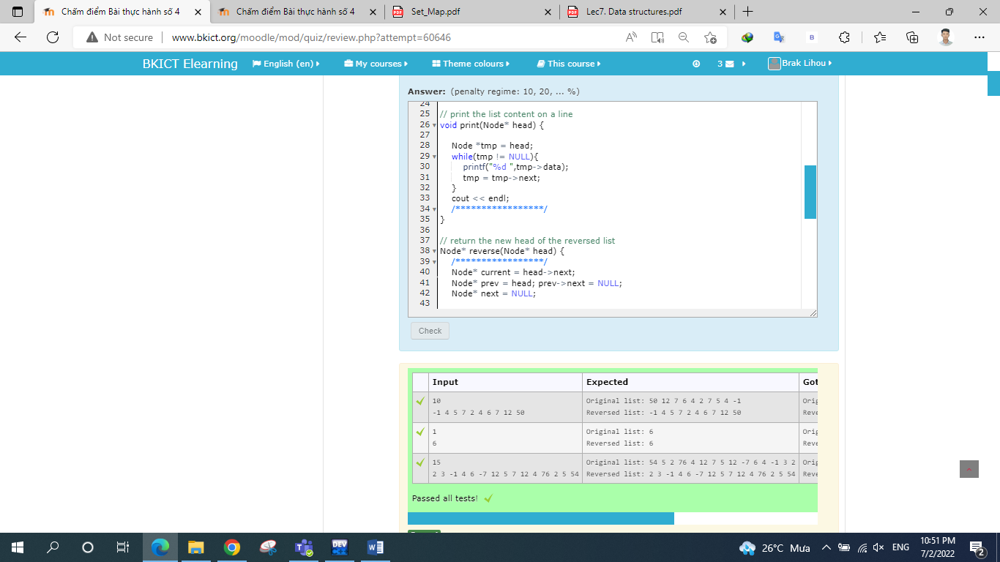 Chấm điểm Bài thực hành số 4
Chấm điểm Bài thực hành số 4
Set_Map.pdf
Lec7. Data structures.pdf
Not secure
www.bkict.org/moodle/mod/quiz/review.php?attempt=60646
BKICT Elearning
English (en)
My courses
Theme colours
This course
3
Brak Lihou
Answer: (penalty regime: 10, 20, ... %)
24
25 // print the list content on a line
26 void print(Node* head) {
27
28 Node *tmp = head;
29 while(tmp != NULL){
30 printf("%d ",tmp->data);
31 tmp = tmp->next;
32 }
33 cout << endl;
34 /*****************/
35 }
36
37 // return the new head of the reversed list
38 Node* reverse(Node* head) {
39 /*****************/
40 Node* current = head->next;
41 Node* prev = head; prev->next = NULL;
42 Node* next = NULL;
43
Check
Input Expected Got
10
-1 4 5 7 2 4 6 7 12 50
Original list: 50 12 7 6 4 2 7 5 4 -1
Reversed list: -1 4 5 7 2 4 6 7 12 50
Orig
Reve
1
6
Original list: 6
Reversed list: 6
Orig
Reve
15
2 3 -1 4 6 -7 12 5 7 12 4 76 2 5 54
Original list: 54 5 2 76 4 12 7 5 12 -7 6 4 -1 3 2
Reversed list: 2 3 -1 4 6 -7 12 5 7 12 4 76 2 5 54
Orig
Reve
Passed all tests!
DEV
26°C Mưa
ENG
10:51 PM
7/2/2022
2